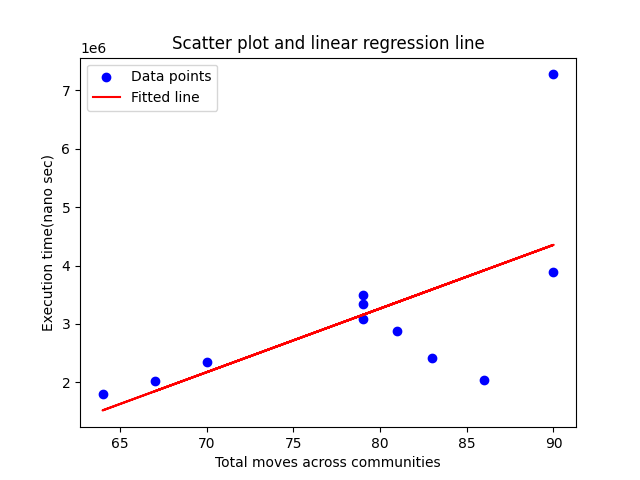 Scatter plot and linear regression line
1e6
Data points
Fitted line
7
6
5
4
3
2
Execution time(nano sec)
65 70 75 80 85 90
Total moves across communities